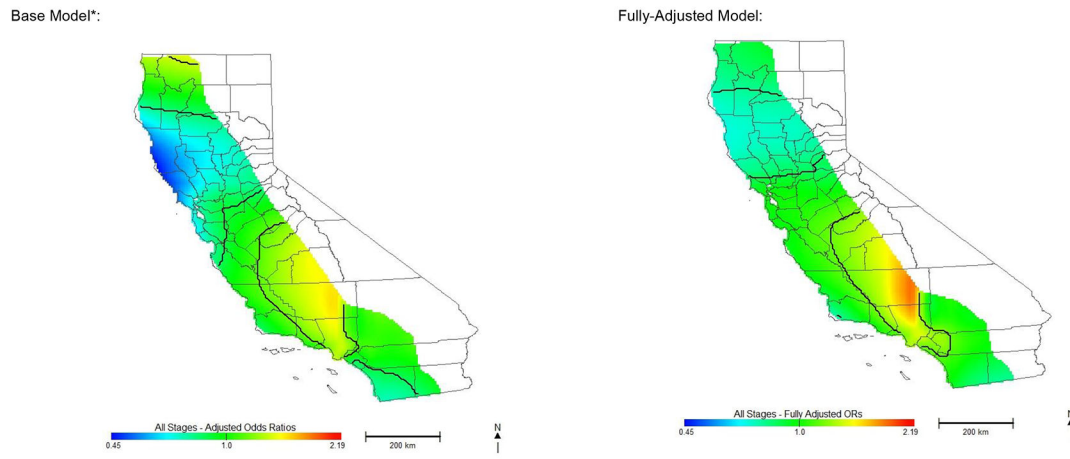 Base Model*:
Fully-Adjusted Model:
All Stages - Adjusted Odds Ratios
0.45 1.0 2.19
200 km
N
All Stages - Fully Adjusted ORs
0.45 1.0 2.19
200 km
N